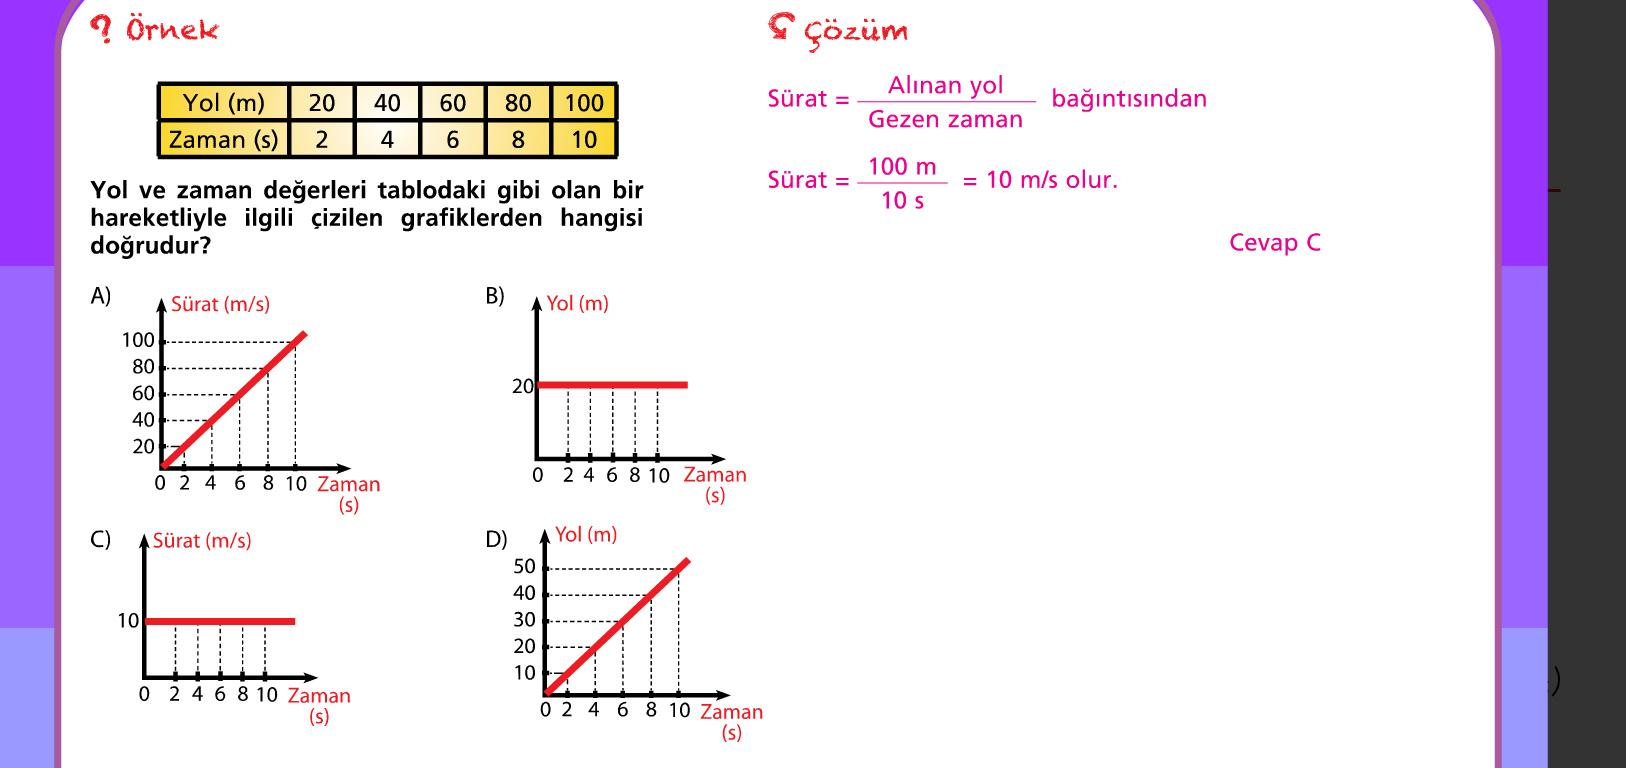 ? Örnek
Yol (m) 20 40 60 80 100
Zaman (s) 2 4 6 8 10
Yol ve zaman değerleri tablodaki gibi olan bir
hareketliyle ilgili çizilen grafiklerden hangisi
doğrudur?
A)
Sürat (m/s)
100
80
60
40
20
0 2 4 6 8 10 Zaman
(s)
B)
Yol (m)
20
0 2 4 6 8 10 Zaman
(s)
C)
Sürat (m/s)
10
0 2 4 6 8 10 Zaman
(s)
D)
Yol (m)
50
40
30
20
10
0 2 4 6 8 10 Zaman
(s)
Çözüm
Sürat = Alınan yol bağıntısından
Gezen zaman
Sürat = 100 m = 10 m/s olur.
10 s
Cevap C
)